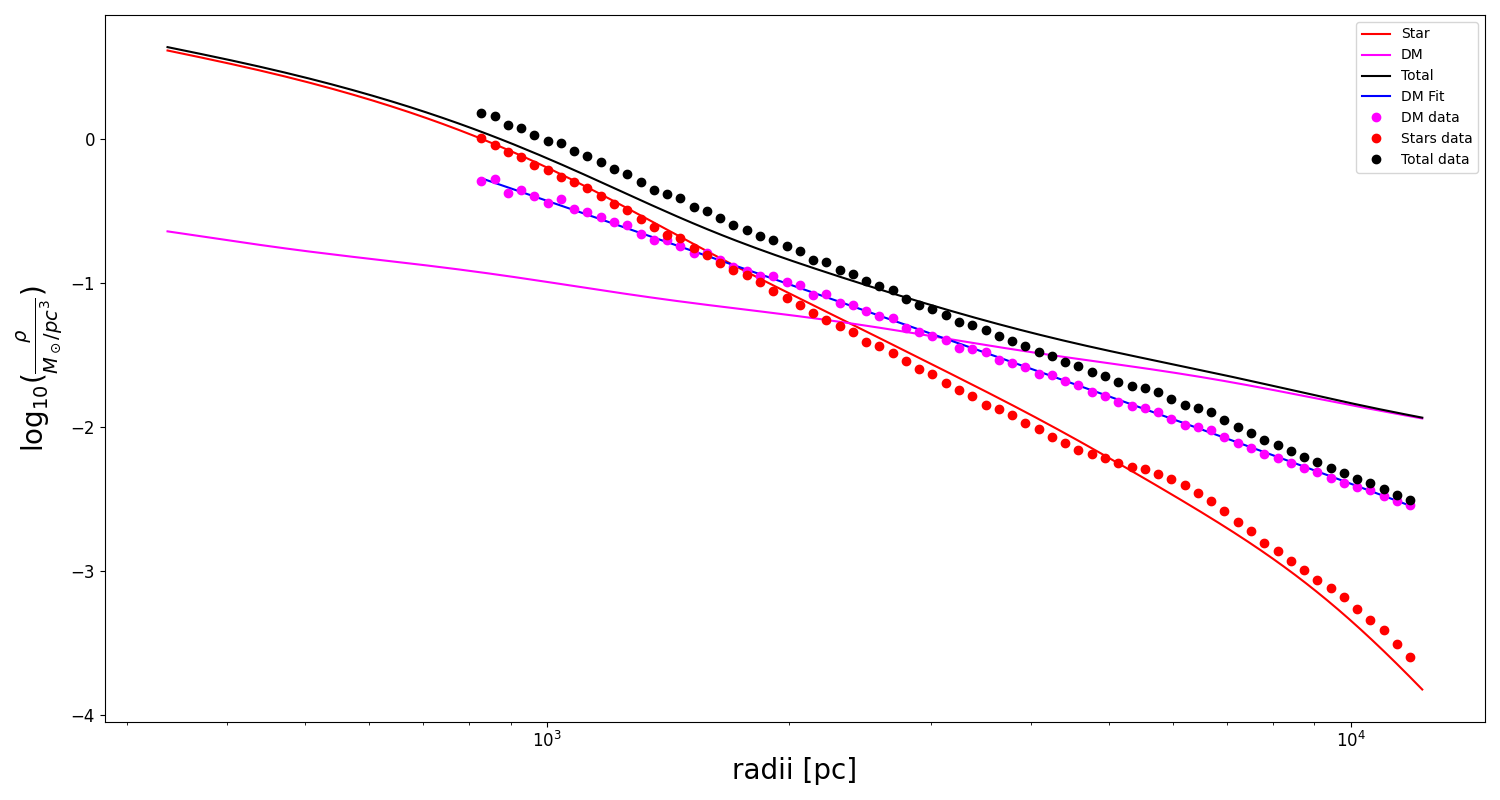 log₁₀(ρ / M_⊙/pc³)
0
−1
−2
−3
−4
10³
10⁴
radii [pc]
Star
DM
Total
DM Fit
DM data
Stars data
Total data